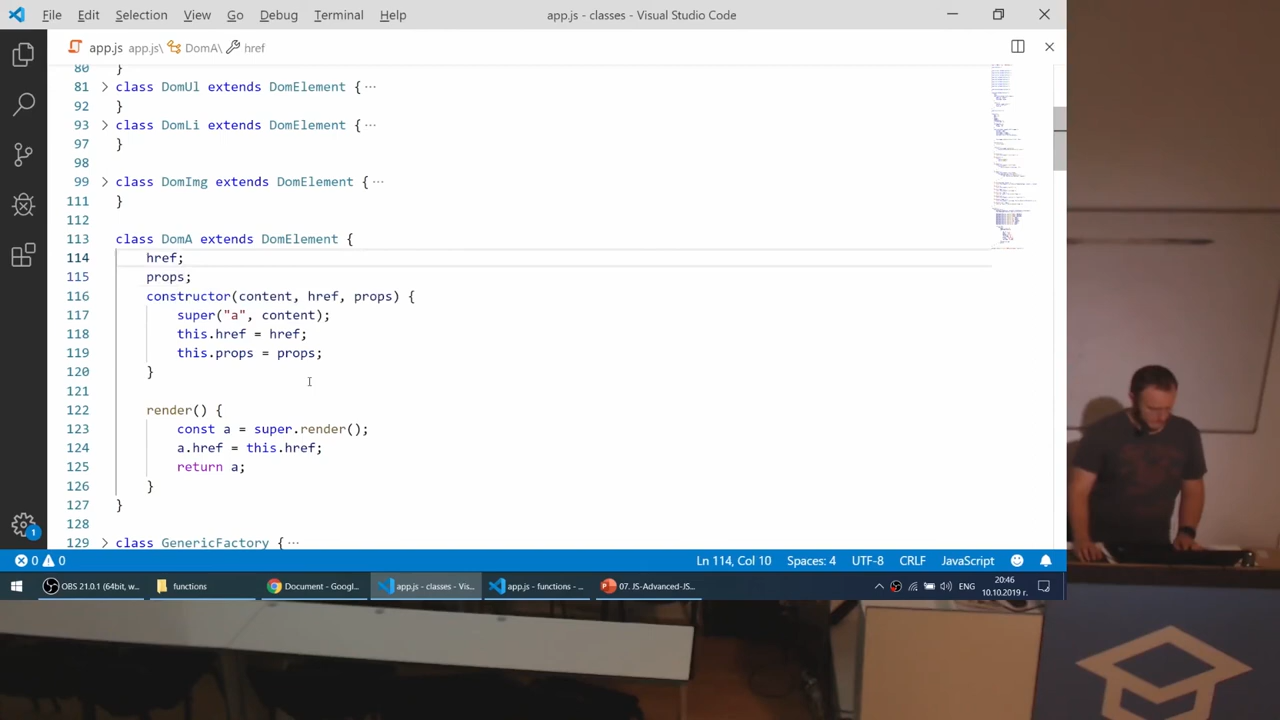 File Edit Selection View Go Debug Terminal Help app.js - classes - Visual Studio Code
app.js app.js\ DomA\ href
80 }
81 class DomUl extends DomElement { ···
92
93 > class DomLi extends DomElement { ···
97
98
99 > class DomImg extends DomElement { ···
111
112
113 class DomA extends DomElement {
114 href;
115 props;
116 constructor(content, href, props) {
117 super("a", content);
118 this.href = href;
119 this.props = props;
120 }
121
122 render() {
123 const a = super.render();
124 a.href = this.href;
125 return a;
126 }
127 }
128
129 > class GenericFactory { ···
1
0 0 Ln 114, Col 10 Spaces: 4 UTF-8 CRLF JavaScript
OBS 21.0.1 (64bit, w... functions Document - Googl... app.js - classes - Vis... app.js - functions - ... 07. JS-Advanced-JS... ENG 20:46
10.10.2019 г.